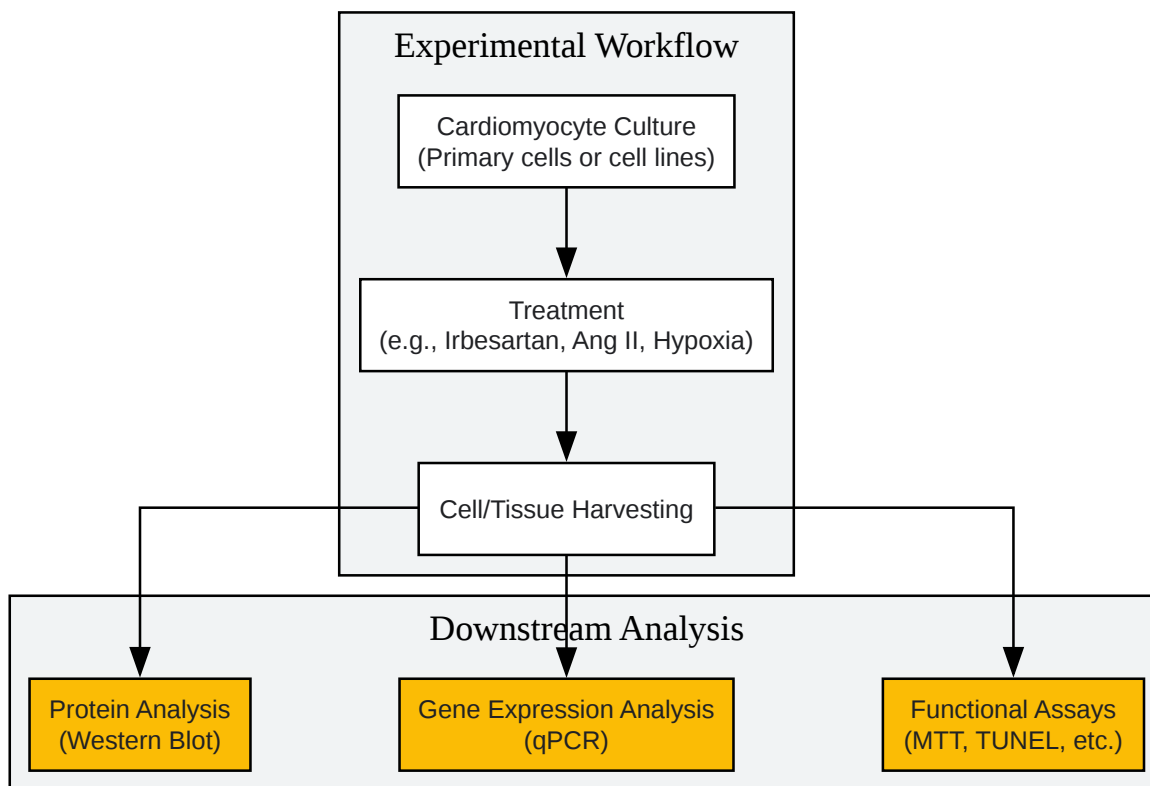 Experimental Workflow
Cardiomyocyte Culture
(Primary cells or cell lines)
Treatment
(e.g., Irbesartan, Ang II, Hypoxia)
Cell/Tissue Harvesting
Downstream Analysis
Protein Analysis
(Western Blot)
Gene Expression Analysis
(qPCR)
Functional Assays
(MTT, TUNEL, etc.)